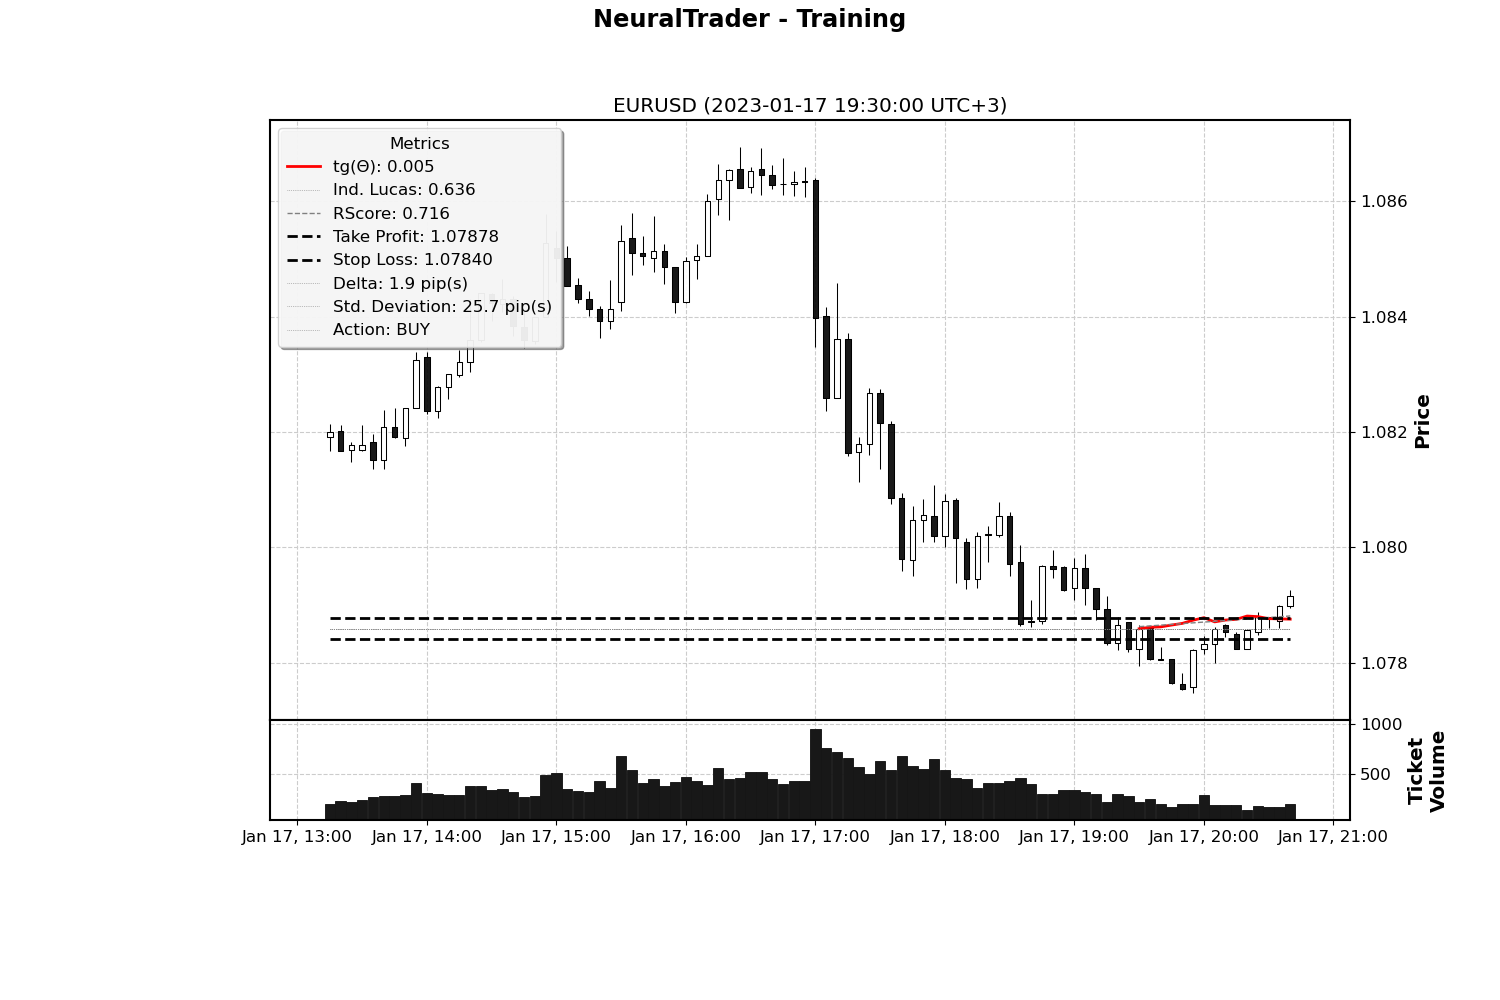 NeuralTrader - Training
EURUSD (2023-01-17 19:30:00 UTC+3)
Metrics
tg(Θ): 0.005
Ind. Lucas: 0.636
RScore: 0.716
Take Profit: 1.07878
Stop Loss: 1.07840
Delta: 1.9 pip(s)
Std. Deviation: 25.7 pip(s)
Action: BUY
1.086
1.084
1.082
1.080
1.078
Price
1000
500
Ticket
Volume
Jan 17, 13:00
Jan 17, 14:00
Jan 17, 15:00
Jan 17, 16:00
Jan 17, 17:00
Jan 17, 18:00
Jan 17, 19:00
Jan 17, 20:00
Jan 17, 21:00